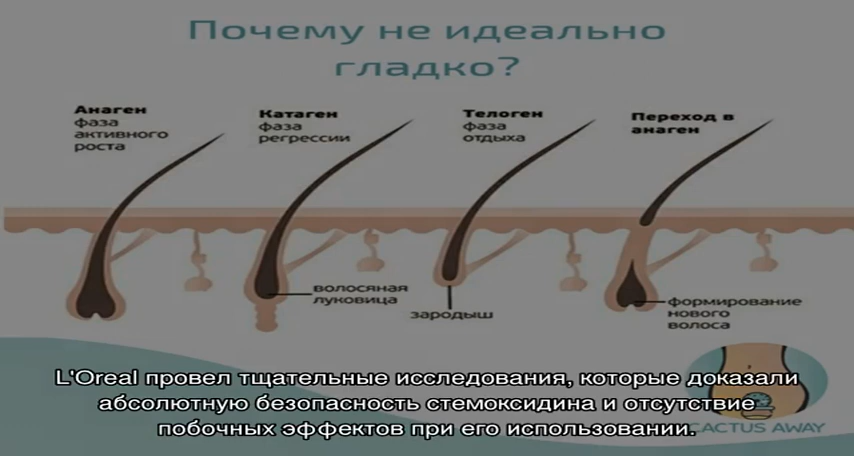 Почему не идеально
гладко?
Анаген
фаза
активного
роста
Катаген
фаза
регрессии
Телоген
фаза
отдыха
Переход в
анаген
волосяная
луковица
зародыш
формирование
нового
волоса
L'Oreal провел тщательные исследования, которые доказали
абсолютную безопасность стемоксидина и отсутствие
побочных эффектов при его использовании.
CACTUS AWAY